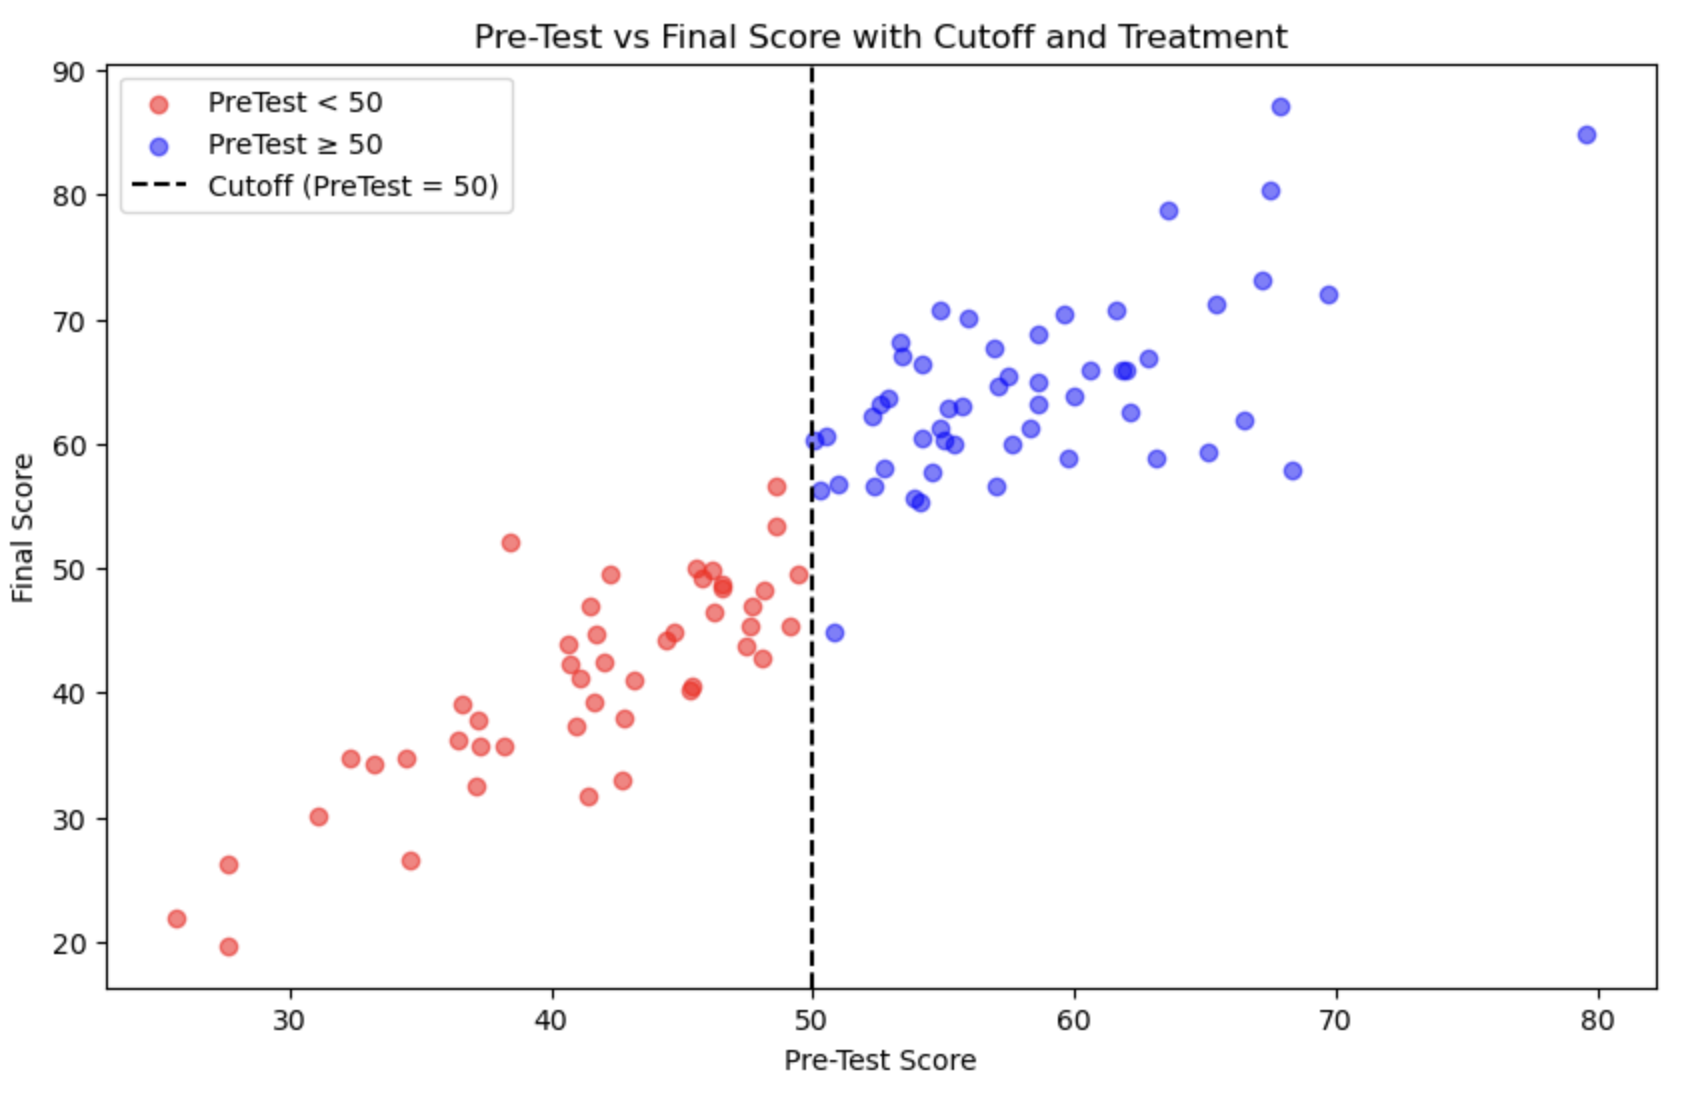 Pre-Test vs Final Score with Cutoff and Treatment
PreTest < 50
PreTest ≥ 50
Cutoff (PreTest = 50)
Final Score
90
80
70
60
50
40
30
20
30 40 50 60 70 80
Pre-Test Score